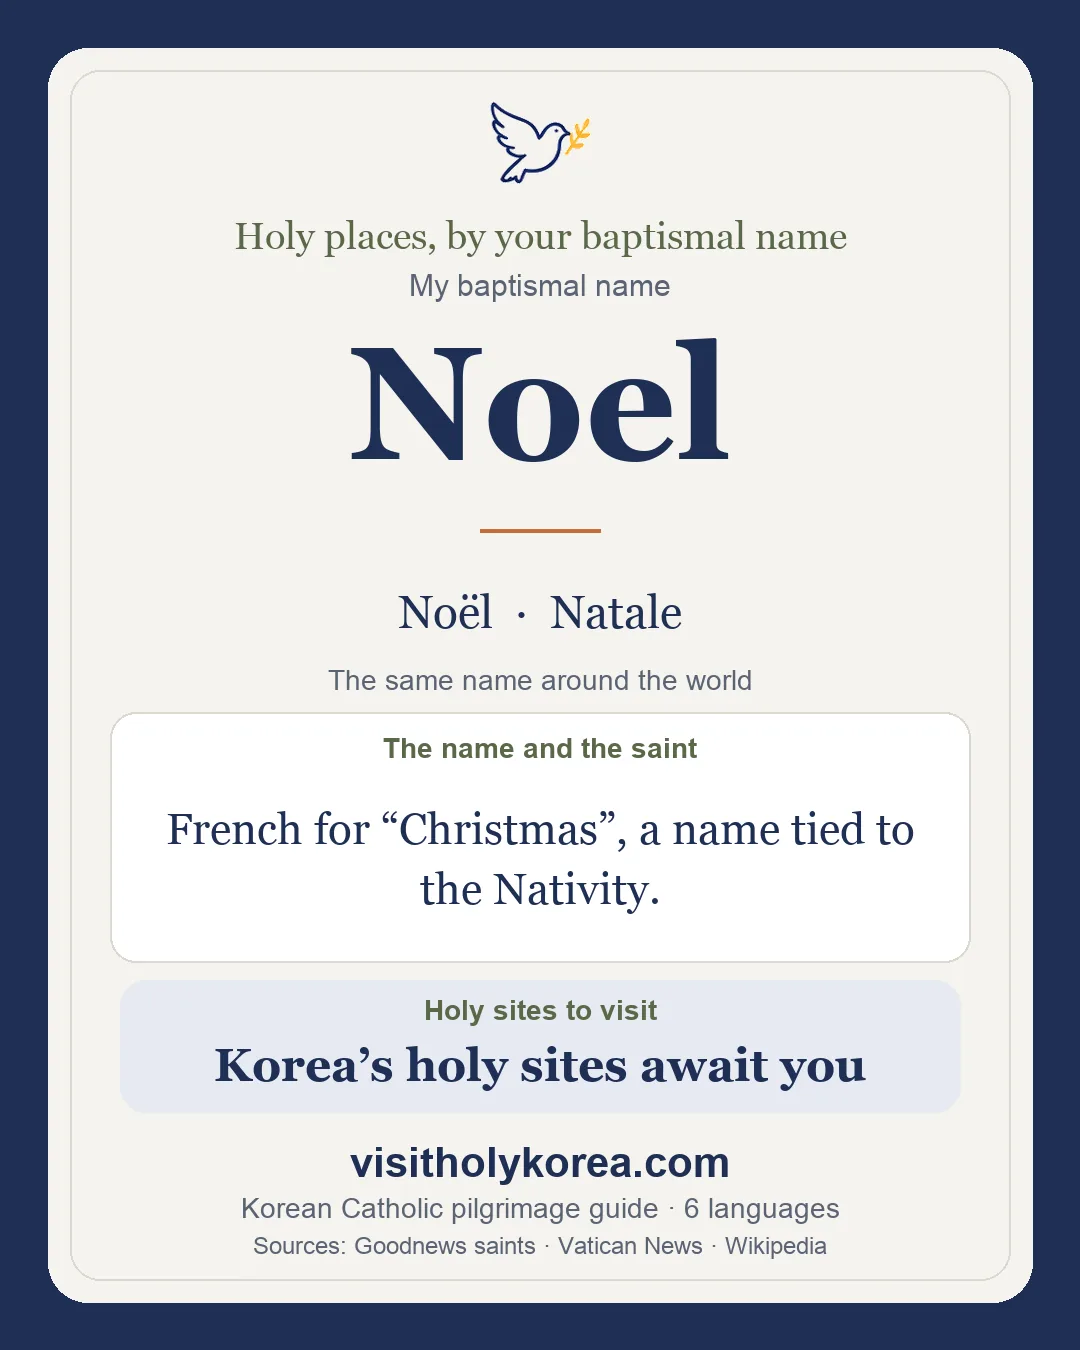 Holy places, by your baptismal name
My baptismal name
Noel
Noël · Natale
The same name around the world
The name and the saint
French for “Christmas”, a name tied to
the Nativity.
Holy sites to visit
Korea’s holy sites await you
visitholykorea.com
Korean Catholic pilgrimage guide · 6 languages
Sources: Goodnews saints · Vatican News · Wikipedia